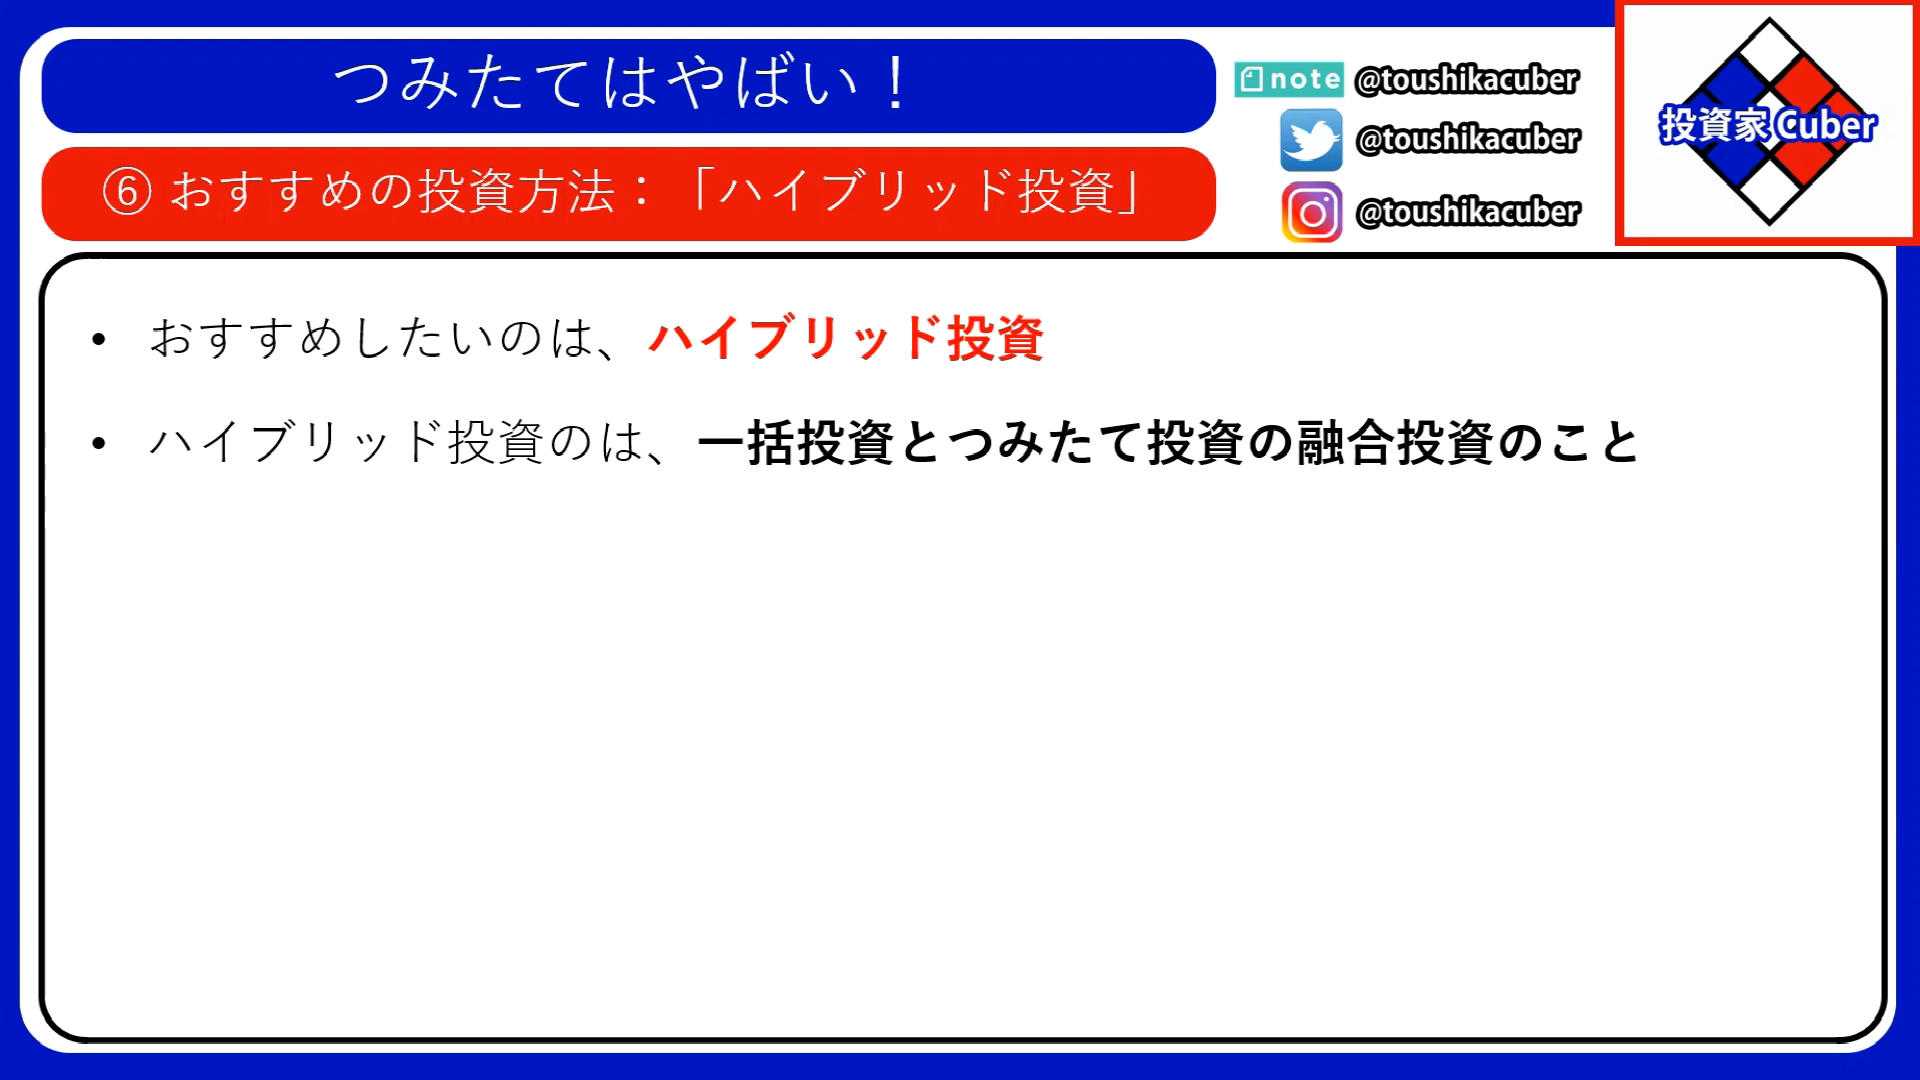 つみたてはやばい！
⑥ おすすめの投資方法：「ハイブリッド投資」
note @toushikacuber
@toushikacuber
@toushikacuber
投資家Cuber
• おすすめしたいのは、ハイブリッド投資
• ハイブリッド投資のは、一括投資とつみたて投資の融合投資のこと